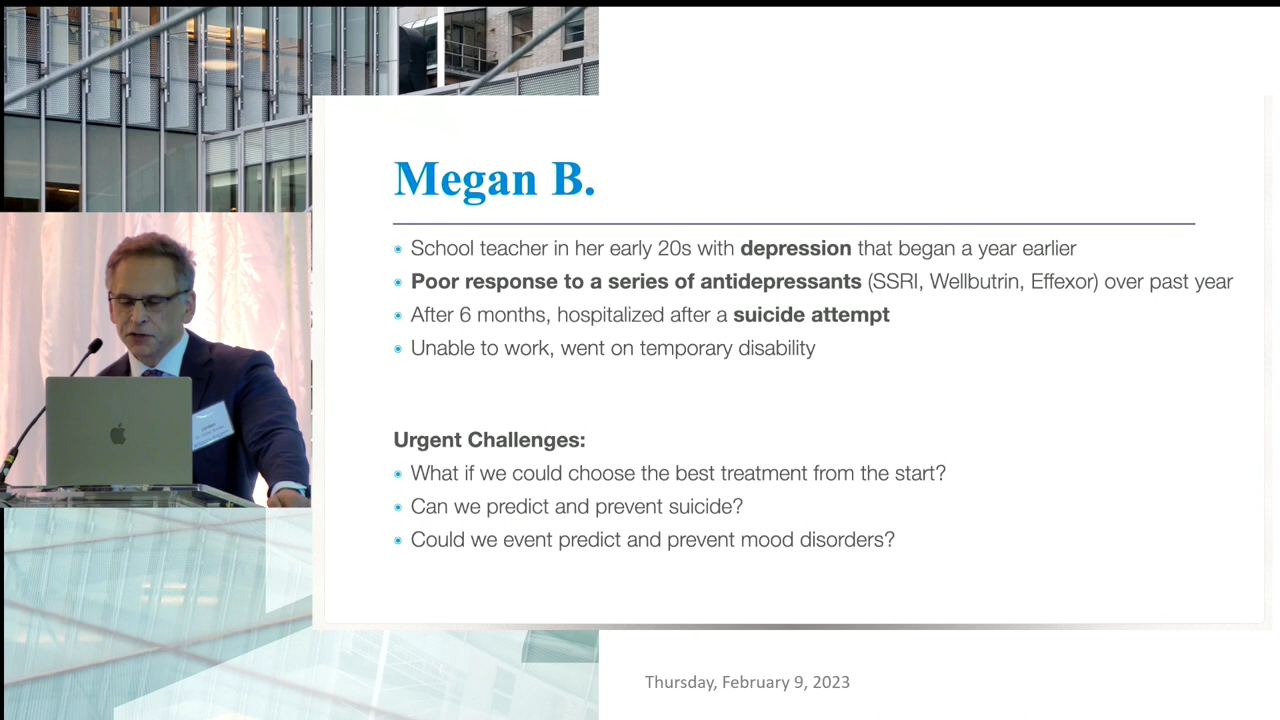 Megan B.
School teacher in her early 20s with depression that began a year earlier
Poor response to a series of antidepressants (SSRI, Wellbutrin, Effexor) over past year
After 6 months, hospitalized after a suicide attempt
Unable to work, went on temporary disability
Urgent Challenges:
What if we could choose the best treatment from the start?
Can we predict and prevent suicide?
Could we event predict and prevent mood disorders?
Thursday, February 9, 2023